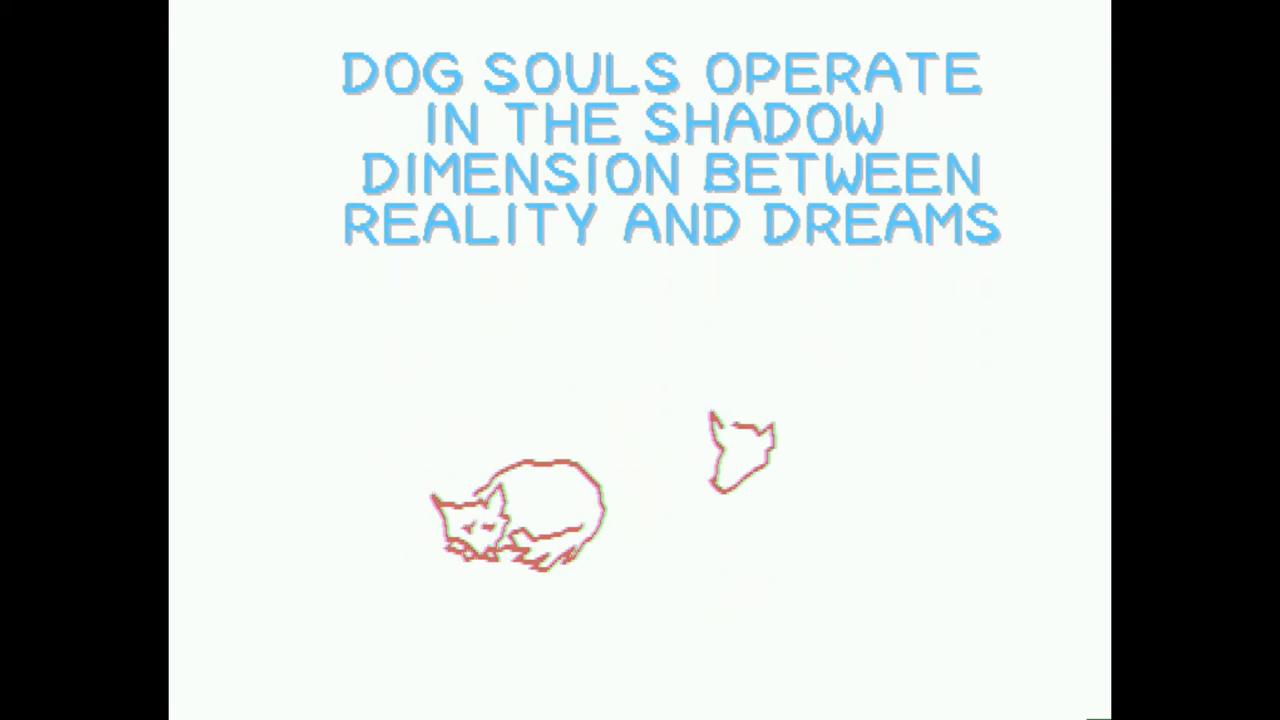 DOG SOULS OPERATE
IN THE SHADOW
DIMENSION BETWEEN
REALITY AND DREAMS